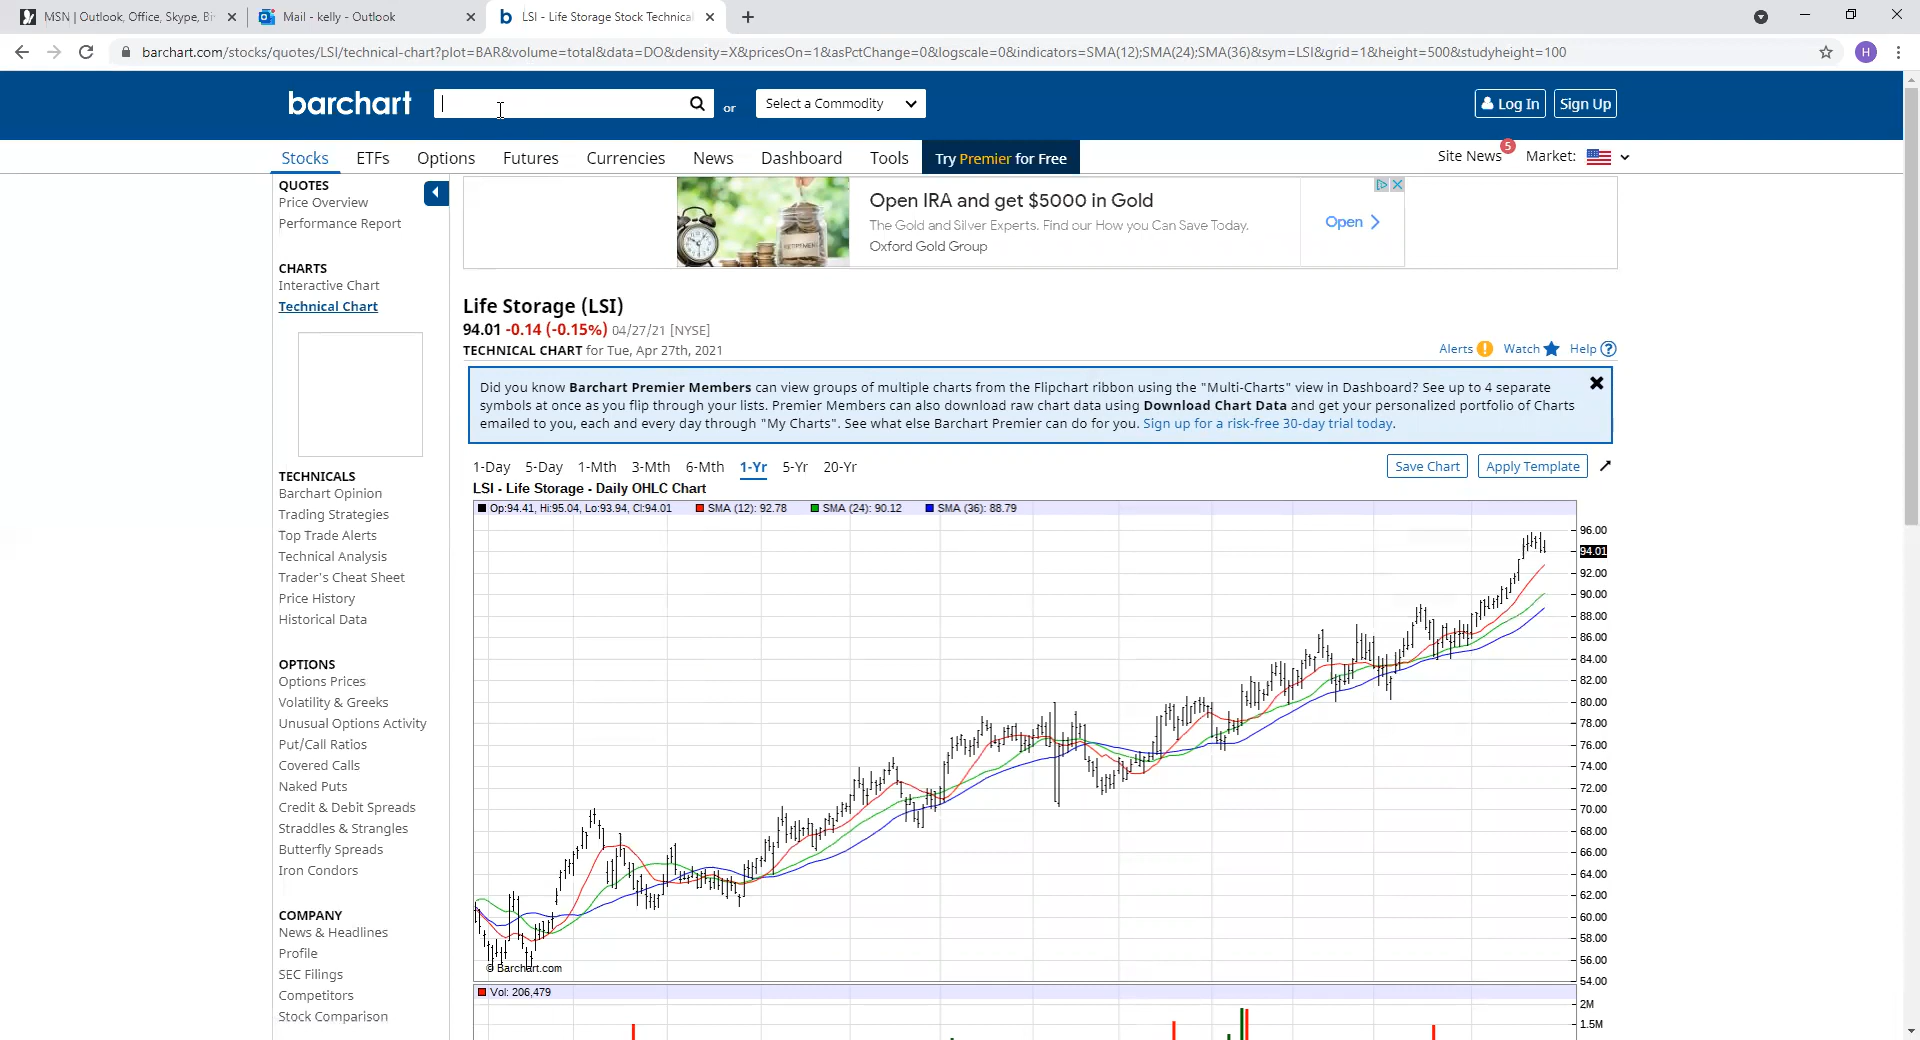 MSN | Outlook, Office, Skype, Bi
Mail - kelly - Outlook
LSI - Life Storage Stock Technica
barchart.com/stocks/quotes/LSI/technical-chart?plot=BAR&volume=total&data=DO&density=X&pricesOn=1&asPctChange=0&logscale=0&indicators=SMA(12);SMA(24);SMA(36)&sym=LSI&grid=1&height=500&studyheight=100
H
barchart
or
Select a Commodity
Log In
Sign Up
Stocks
ETFs
Options
Futures
Currencies
News
Dashboard
Tools
Try Premier for Free
Site News
5
Market:
QUOTES
Price Overview
Performance Report
CHARTS
Interactive Chart
Technical Chart
TECHNICALS
Barchart Opinion
Trading Strategies
Top Trade Alerts
Technical Analysis
Trader's Cheat Sheet
Price History
Historical Data
OPTIONS
Options Prices
Volatility & Greeks
Unusual Options Activity
Put/Call Ratios
Covered Calls
Naked Puts
Credit & Debit Spreads
Straddles & Strangles
Butterfly Spreads
Iron Condors
COMPANY
News & Headlines
Profile
SEC Filings
Competitors
Stock Comparison
RETIREMENT
Open IRA and get $5000 in Gold
The Gold and Silver Experts. Find our How you Can Save Today.
Oxford Gold Group
Open
Life Storage (LSI)
94.01 -0.14 (-0.15%) 04/27/21 [NYSE]
TECHNICAL CHART for Tue, Apr 27th, 2021
Alerts
Watch
Help
Did you know Barchart Premier Members can view groups of multiple charts from the Flipchart ribbon using the "Multi-Charts" view in Dashboard? See up to 4 separate
symbols at once as you flip through your lists. Premier Members can also download raw chart data using Download Chart Data and get your personalized portfolio of Charts
emailed to you, each and every day through "My Charts". See what else Barchart Premier can do for you. Sign up for a risk-free 30-day trial today.
1-Day 5-Day 1-Mth 3-Mth 6-Mth 1-Yr 5-Yr 20-Yr
Save Chart
Apply Template
LSI - Life Storage - Daily OHLC Chart
Op:94.41, Hi:95.04, Lo:93.94, Cl:94.01 SMA (12): 92.78 SMA (24): 90.12 SMA (36): 88.79
96.00
94.01
92.00
90.00
88.00
86.00
84.00
82.00
80.00
78.00
76.00
74.00
72.00
70.00
68.00
66.00
64.00
62.00
60.00
58.00
56.00
54.00
© Barchart.com
Vol: 206,479
2M
1.5M